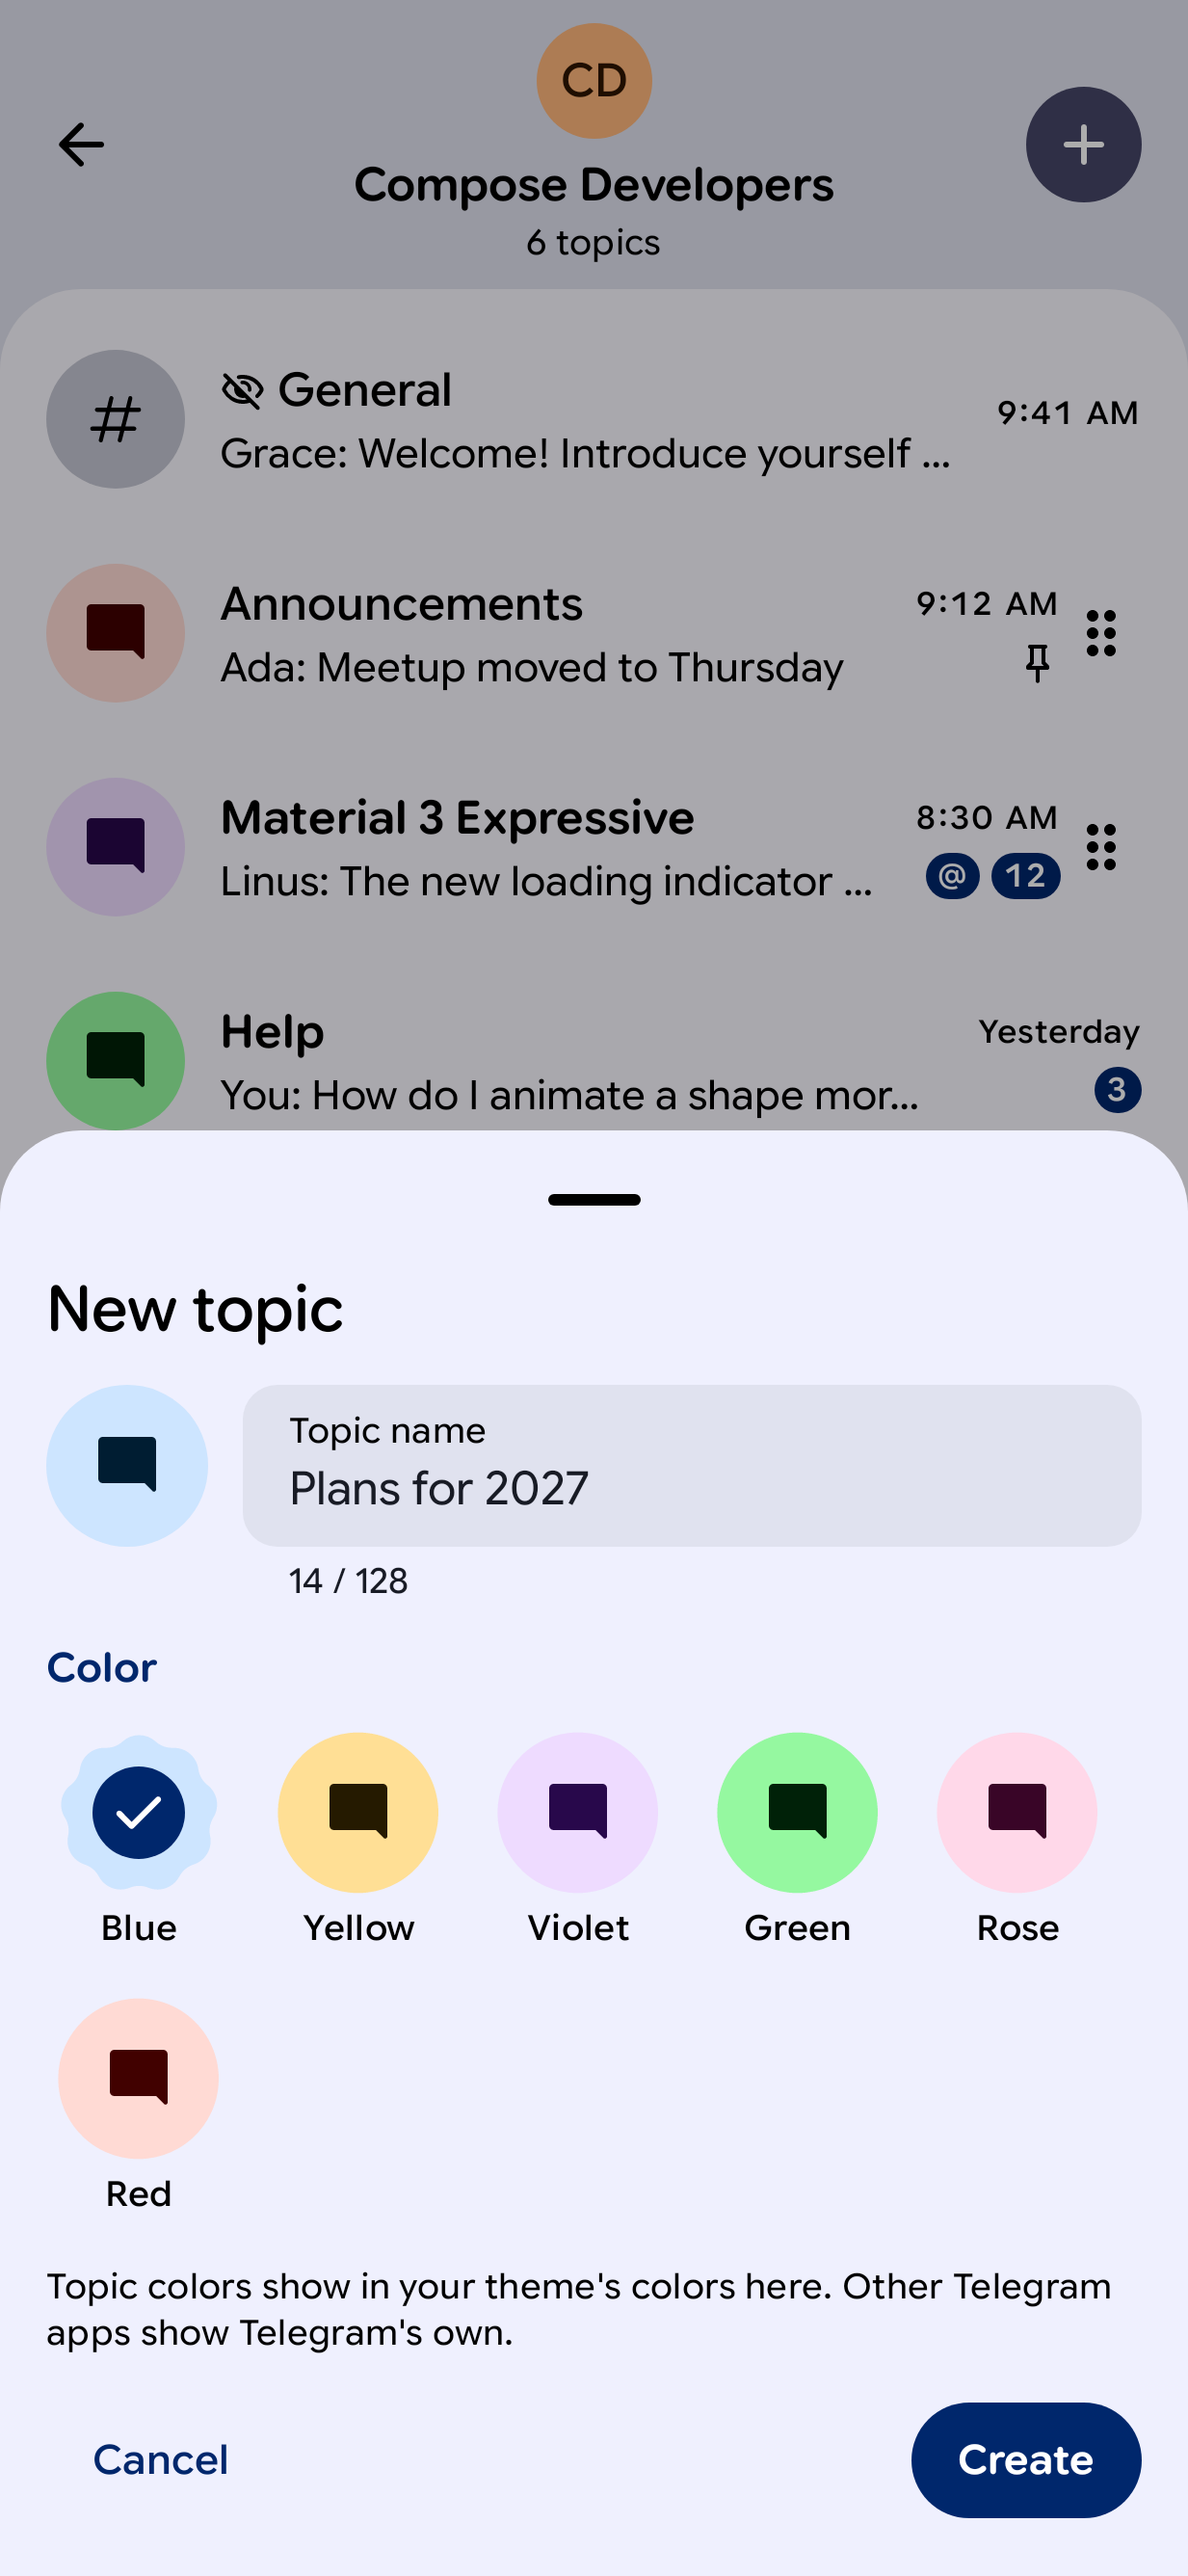 CD
Compose Developers
6 topics
General
9:41 AM
Grace: Welcome! Introduce yourself ...
Announcements
9:12 AM
Ada: Meetup moved to Thursday
Material 3 Expressive
8:30 AM
Linus: The new loading indicator ...
@ 12
Help
Yesterday
You: How do I animate a shape mor...
3
New topic
Topic name
Plans for 2027
14 / 128
Color
Blue
Yellow
Violet
Green
Rose
Red
Topic colors show in your theme's colors here. Other Telegram
apps show Telegram's own.
Cancel
Create